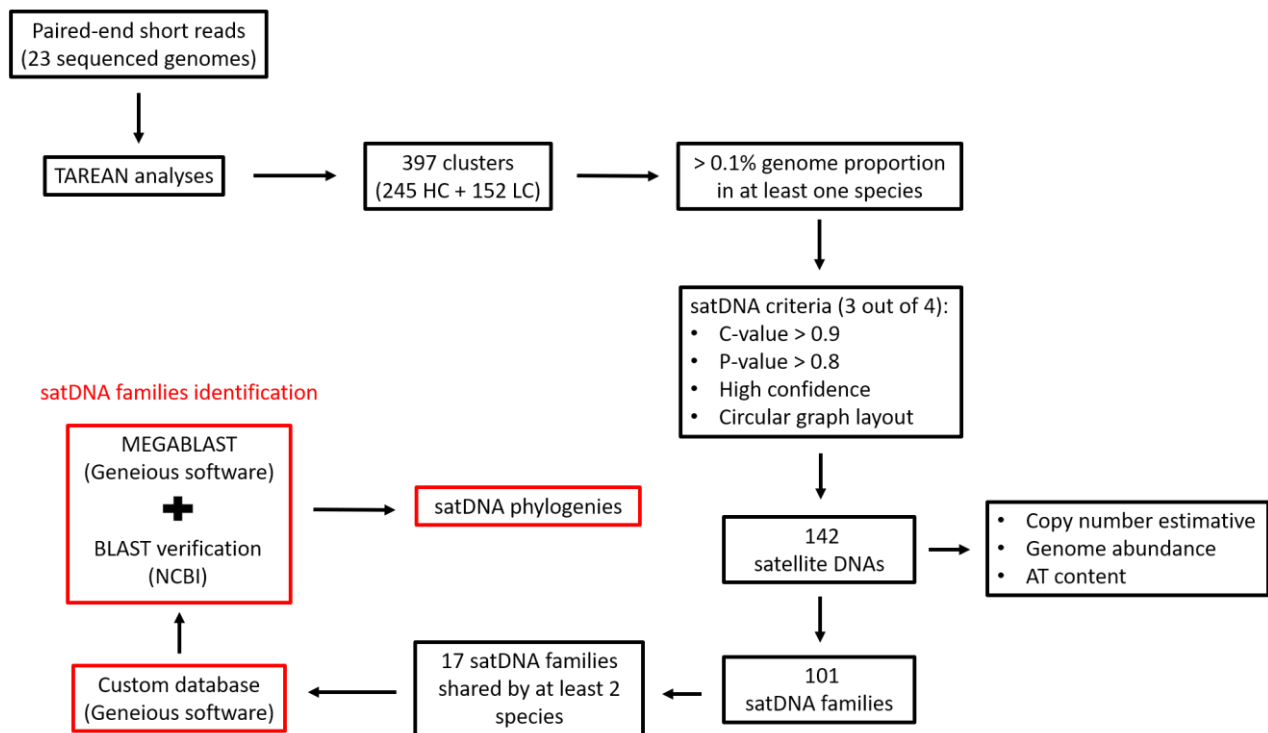 Paired-end short reads
(23 sequenced genomes)
TAREAN analyses
397 clusters
(245 HC + 152 LC)
> 0.1% genome proportion
in at least one species
satDNA criteria (3 out of 4):
• C-value > 0.9
• P-value > 0.8
• High confidence
• Circular graph layout
142
satellite DNAs
• Copy number estimative
• Genome abundance
• AT content
101
satDNA families
17 satDNA families
shared by at least 2
species
Custom database
(Geneious software)
satDNA families identification
MEGABLAST
(Geneious software)
BLAST verification
(NCBI)
satDNA phylogenies